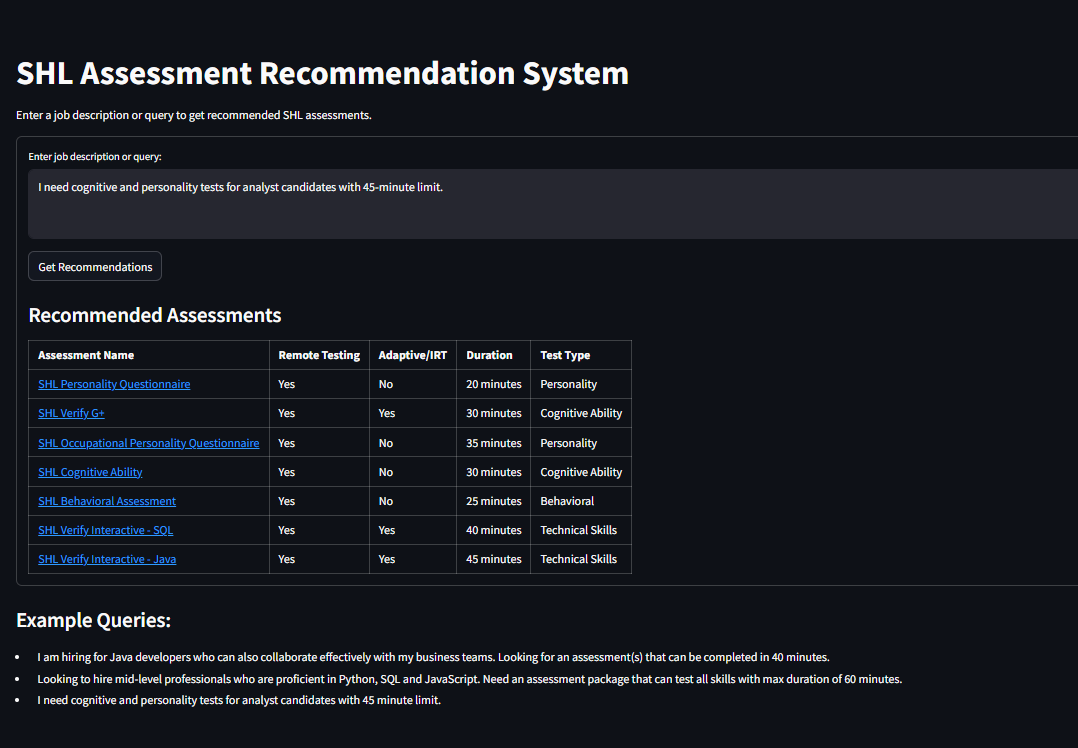 SHL Assessment Recommendation System
Enter a job description or query to get recommended SHL assessments.
Enter job description or query:
I need cognitive and personality tests for analyst candidates with 45-minute limit.
Get Recommendations
Recommended Assessments
Assessment Name Remote Testing Adaptive/IRT Duration Test Type
SHL Personality Questionnaire Yes No 20 minutes Personality
SHL Verify G+ Yes Yes 30 minutes Cognitive Ability
SHL Occupational Personality Questionnaire Yes No 35 minutes Personality
SHL Cognitive Ability Yes No 30 minutes Cognitive Ability
SHL Behavioral Assessment Yes No 25 minutes Behavioral
SHL Verify Interactive - SQL Yes Yes 40 minutes Technical Skills
SHL Verify Interactive - Java Yes Yes 45 minutes Technical Skills
Example Queries:
• I am hiring for Java developers who can also collaborate effectively with my business teams. Looking for an assessment(s) that can be completed in 40 minutes.
• Looking to hire mid-level professionals who are proficient in Python, SQL and JavaScript. Need an assessment package that can test all skills with max duration of 60 minutes.
• I need cognitive and personality tests for analyst candidates with 45 minute limit.